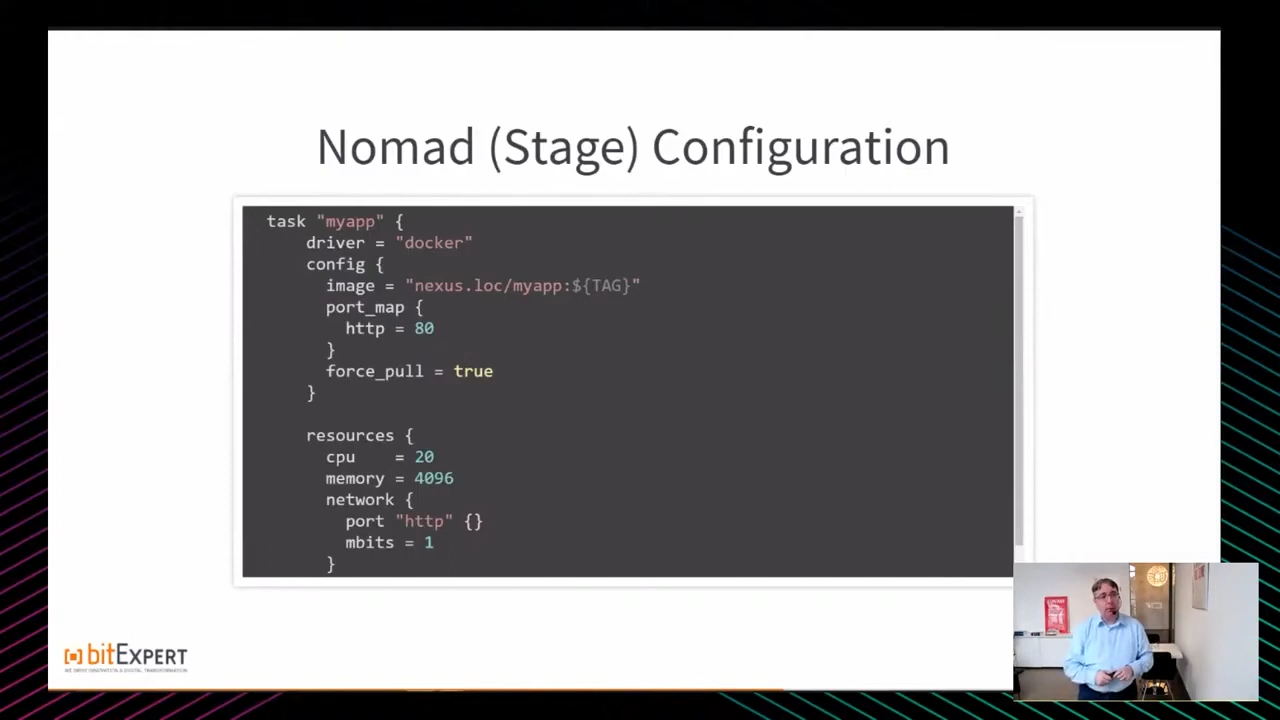 Nomad (Stage) Configuration
task "myapp" {
    driver = "docker"
    config {
      image = "nexus.loc/myapp:${TAG}"
      port_map {
        http = 80
      }
      force_pull = true
    }

    resources {
      cpu    = 20
      memory = 4096
      network {
        port "http" {}
        mbits = 1
      }
bitExpert